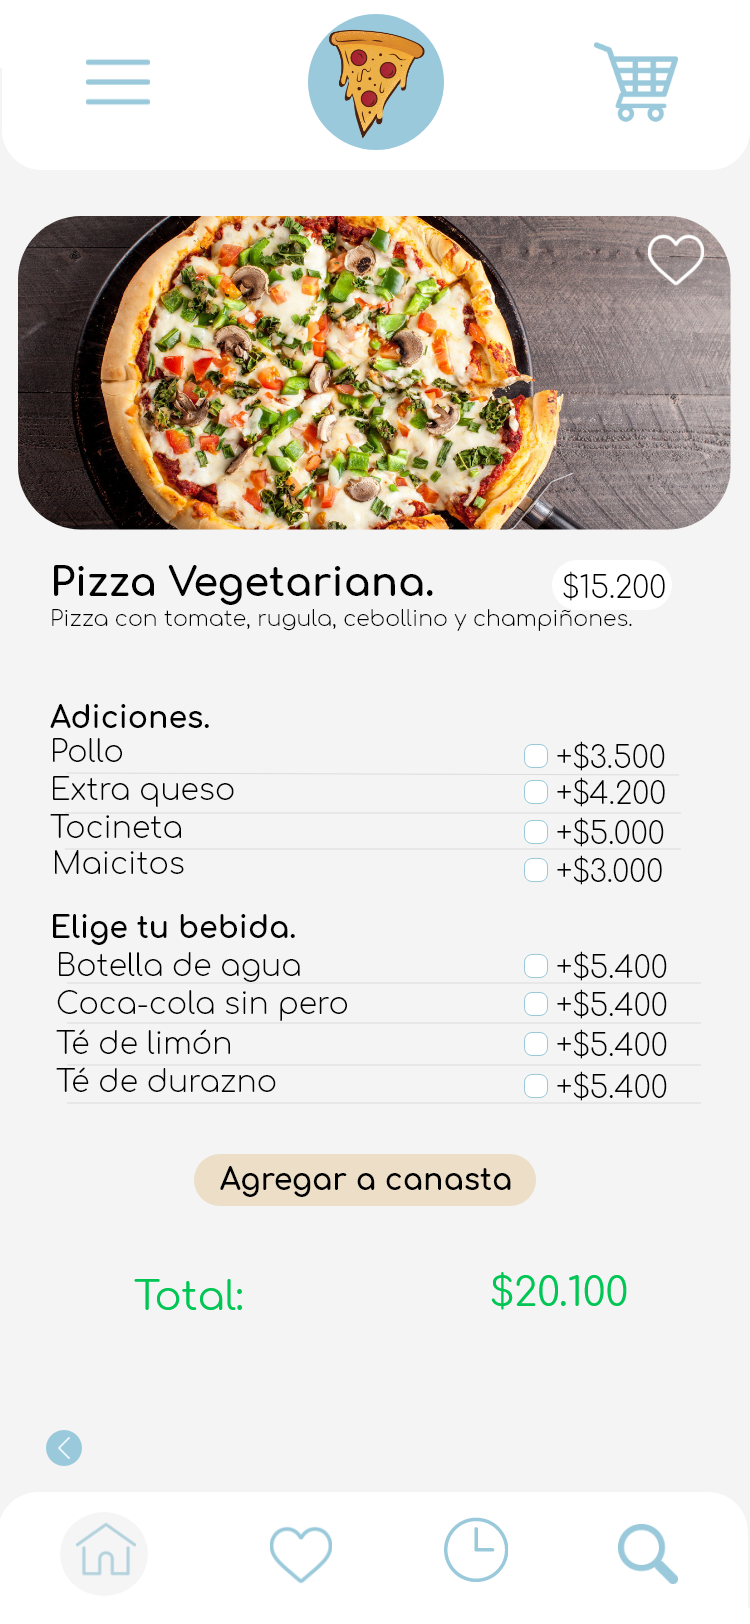 Pizza Vegetariana. $15.200
Pizza con tomate, rugula, cebollino y champiñones.
Adiciones.
Pollo +$3.500
Extra queso +$4.200
Tocineta +$5.000
Maicitos +$3.000
Elige tu bebida.
Botella de agua +$5.400
Coca-cola sin pero +$5.400
Té de limón +$5.400
Té de durazno +$5.400
Agregar a canasta
Total: $20.100